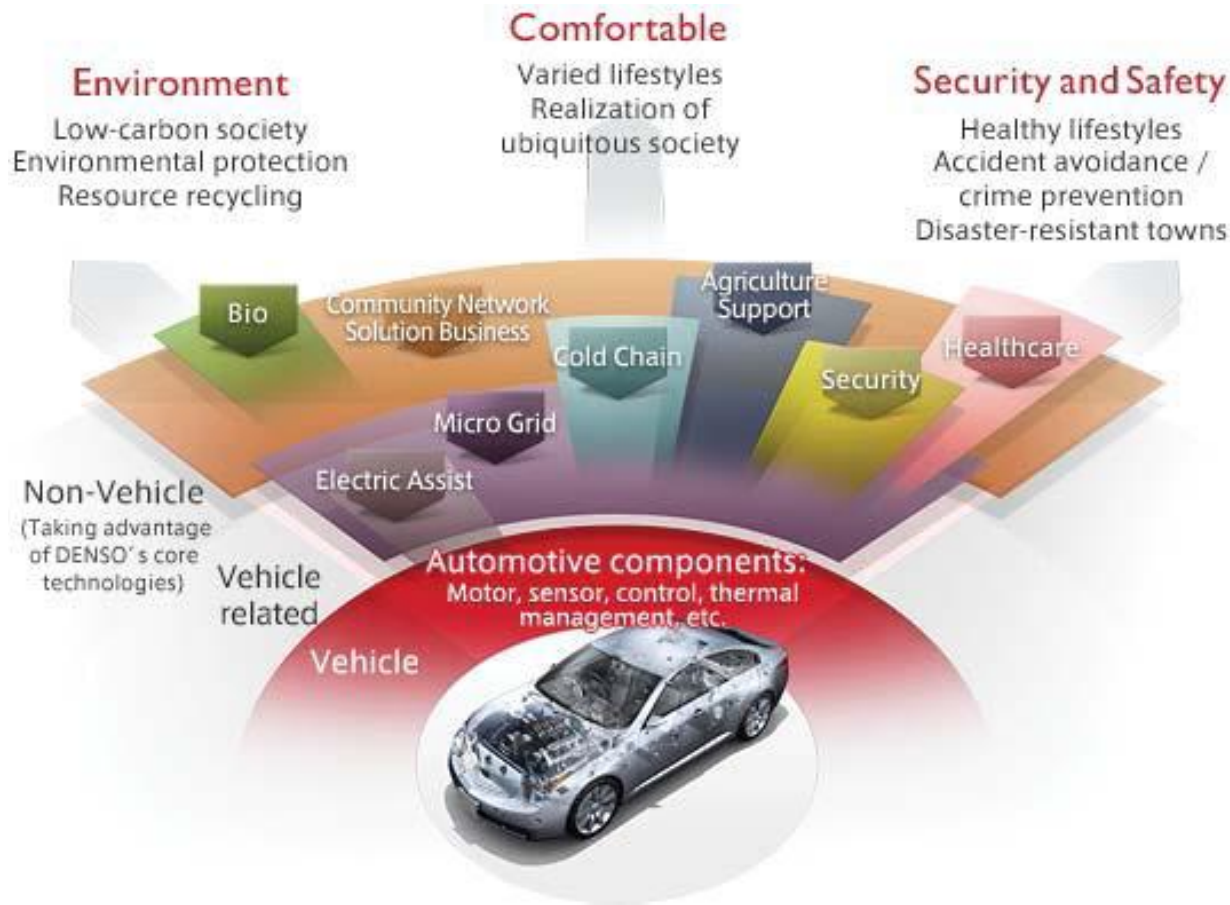 Comfortable
Varied lifestyles
Realization of
ubiquitous society
Environment
Low-carbon society
Environmental protection
Resource recycling
Security and Safety
Healthy lifestyles
Accident avoidance /
crime prevention
Disaster-resistant towns
Bio
Community Network
Solution Business
Cold Chain
Agriculture
Support
Security
Healthcare
Micro Grid
Electric Assist
Non-Vehicle
(Taking advantage
of DENSO´s core
technologies)
Vehicle
related
Automotive components:
Motor, sensor, control, thermal
management, etc.
Vehicle